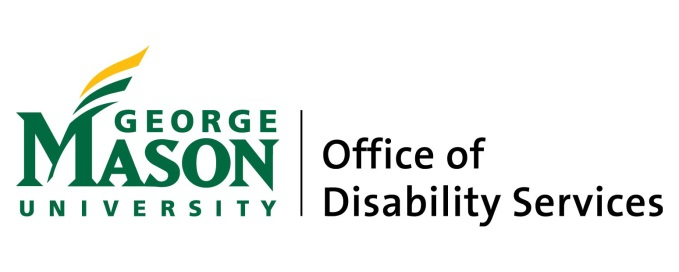 GEORGE
MASON
UNIVERSITY
Office of
Disability Services